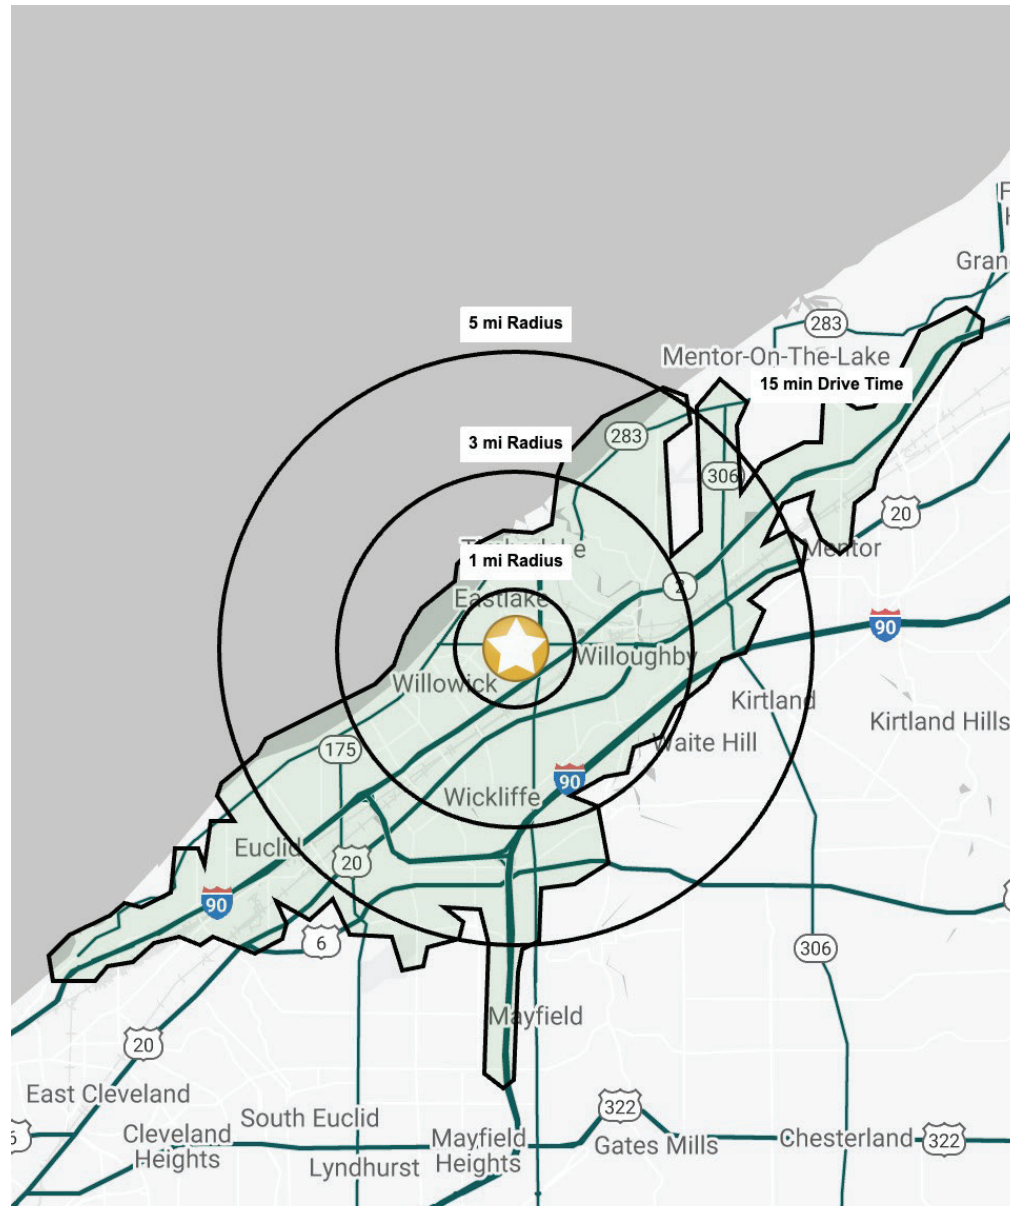 Gran
5 mi Radius
283
Mentor-On-The-Lake
15 min Drive Time
3 mi Radius
283
306
20
Mentor
1 mi Radius
2
Eastlake
90
Willoughby
Willowick
Kirtland
Kirtland Hills
Waite Hill
175
90
Wickliffe
Euclid
20
90
6
306
Mayfield
20
East Cleveland
322
South Euclid
Cleveland
Heights
Mayfield
Heights
Gates Mills
Chesterland
322
Lyndhurst